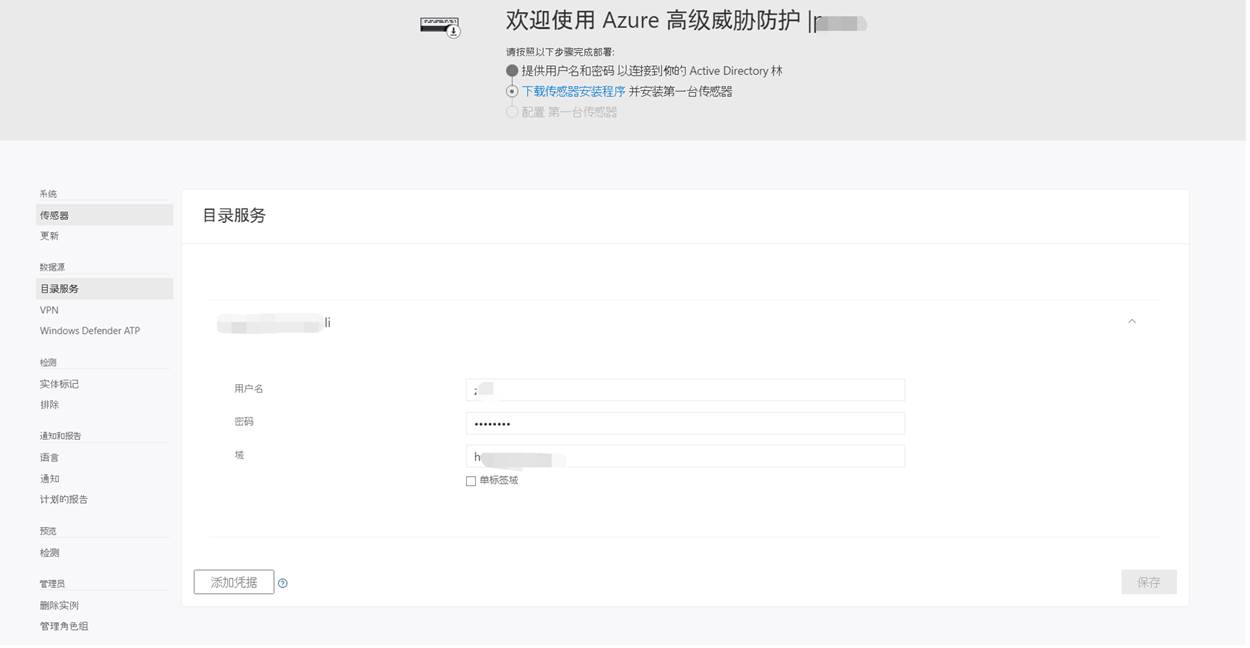 欢迎使用 Azure 高级威胁防护 |
请按照以下步骤完成部署:
提供用户名和密码 以连接到你的 Active Directory 林
下载传感器安装程序 并安装第一台传感器
配置 第一台传感器
系统
传感器
更新
数据源
目录服务
VPN
Windows Defender ATP
检测
实体标记
排除
通知和报告
语言
通知
计划的报告
预览
检测
管理员
删除实例
管理角色组
目录服务
li
用户名
密码
••••••••
域
单标签域
添加凭据
保存